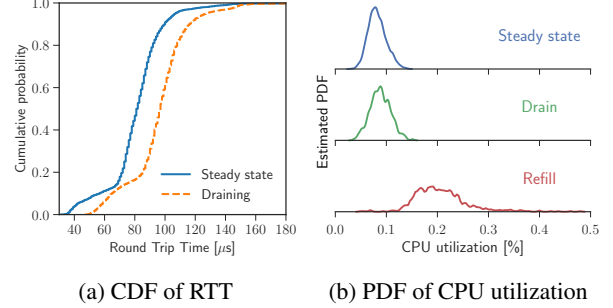 1.0
0.8
0.6
0.4
0.2
0.0
Cumulative probability
Steady state
Draining
60 80 100 120 140 160 180
Round Trip Time [μs]
(a) CDF of RTT
Estimated PDF
Steady state
Drain
Refill
0.0 0.1 0.2 0.3 0.4 0.5
CPU utilization [%]
(b) PDF of CPU utilization